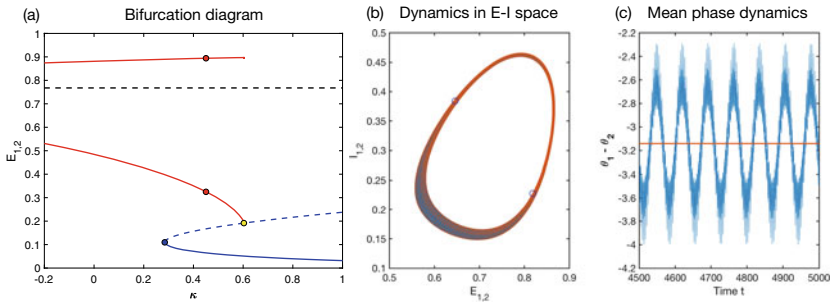 (a) Bifurcation diagram
(b) Dynamics in E-I space
(c) Mean phase dynamics
1
0.9
0.8
0.7
0.6
0.5
0.4
0.3
0.2
0.1
0
E1,2
-0.2 0 0.2 0.4 0.6 0.8 1
κ
0.5
0.45
0.4
0.35
0.3
0.25
0.2
0.15
0.1
I1,2
0.5 0.6 0.7 0.8 0.9
E1,2
-2.2
-2.4
-2.6
-2.8
-3
-3.2
-3.4
-3.6
-3.8
-4
-4.2
θ1 - θ2
4500 4600 4700 4800 4900 5000
Time t